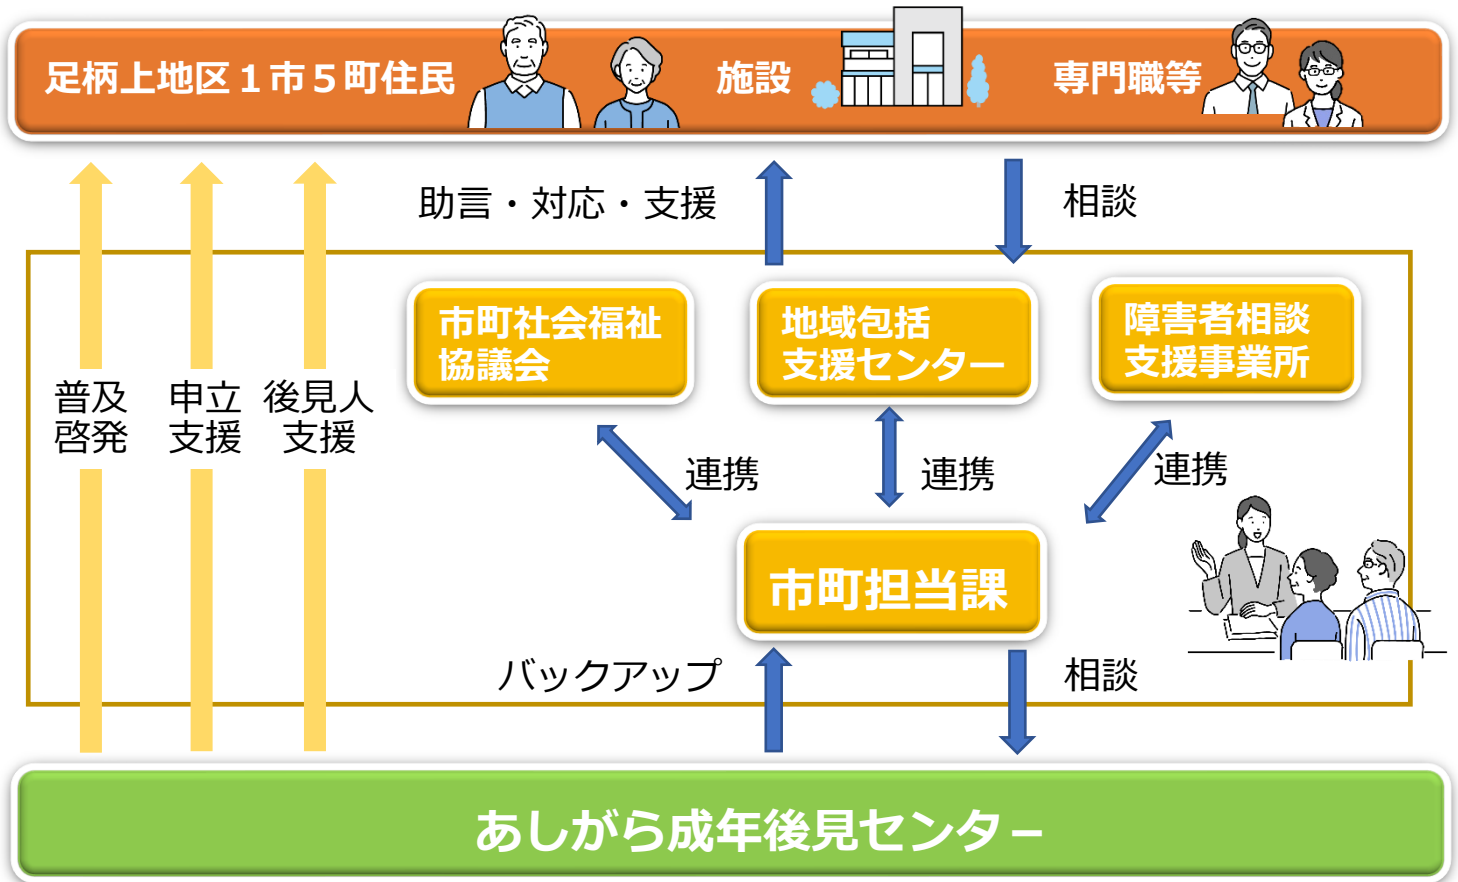 足柄上地区１市５町住民
施設
専門職等
助言・対応・支援
相談
市町社会福祉
協議会
地域包括
支援センター
障害者相談
支援事業所
普及
啓発
申立
支援
後見人
支援
連携
連携
連携
市町担当課
バックアップ
相談
あしがら成年後見センター